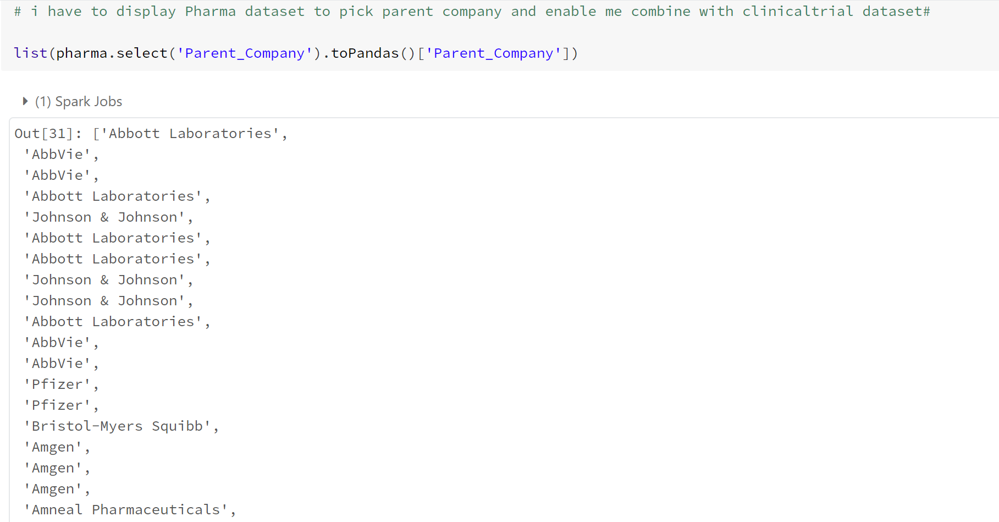 # i have to display Pharma dataset to pick parent company and enable me combine with clinicaltrial dataset#
list(pharma.select('Parent_Company').toPandas()['Parent_Company'])
(1) Spark Jobs
Out[31]: ['Abbott Laboratories',
'AbbVie',
'AbbVie',
'Abbott Laboratories',
'Johnson & Johnson',
'Abbott Laboratories',
'Abbott Laboratories',
'Johnson & Johnson',
'Johnson & Johnson',
'Abbott Laboratories',
'AbbVie',
'AbbVie',
'Pfizer',
'Pfizer',
'Bristol-Myers Squibb',
'Amgen',
'Amgen',
'Amgen',
'Amneal Pharmaceuticals',